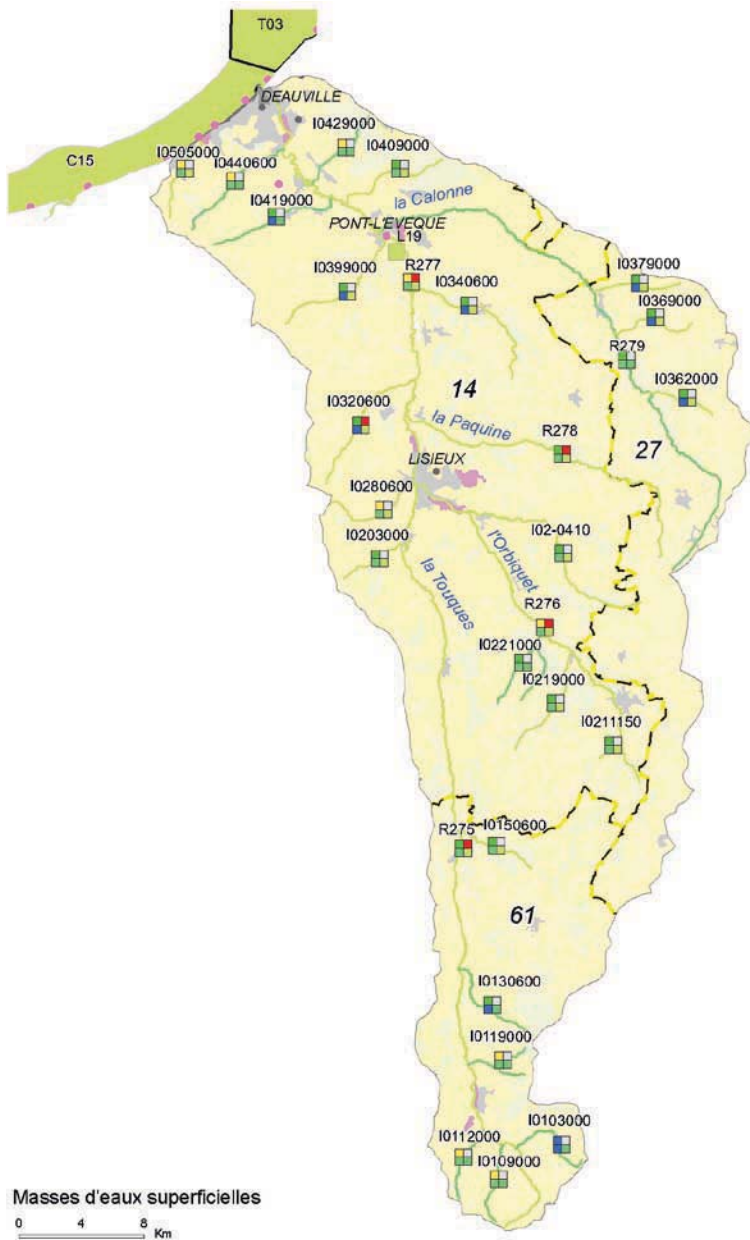 T03
DEAUVILLE
I0429000
I0409000
C15
I0505000
I0440600
la Calonne
I0419000
PONT-L'EVEQUE
L19
R277
I0379000
I0399000
I0340600
I0369000
R279
14
I0362000
I0320600
la Paquine
R278
27
LISIEUX
I0280600
I02-0410
I0203000
l'Orbiquet
la Touques
R276
I0221000
I0219000
I0211150
R275
I0150600
61
I0130600
I0119000
I0103000
I0112000
I0109000
Masses d'eaux superficielles
0 4 8
Km